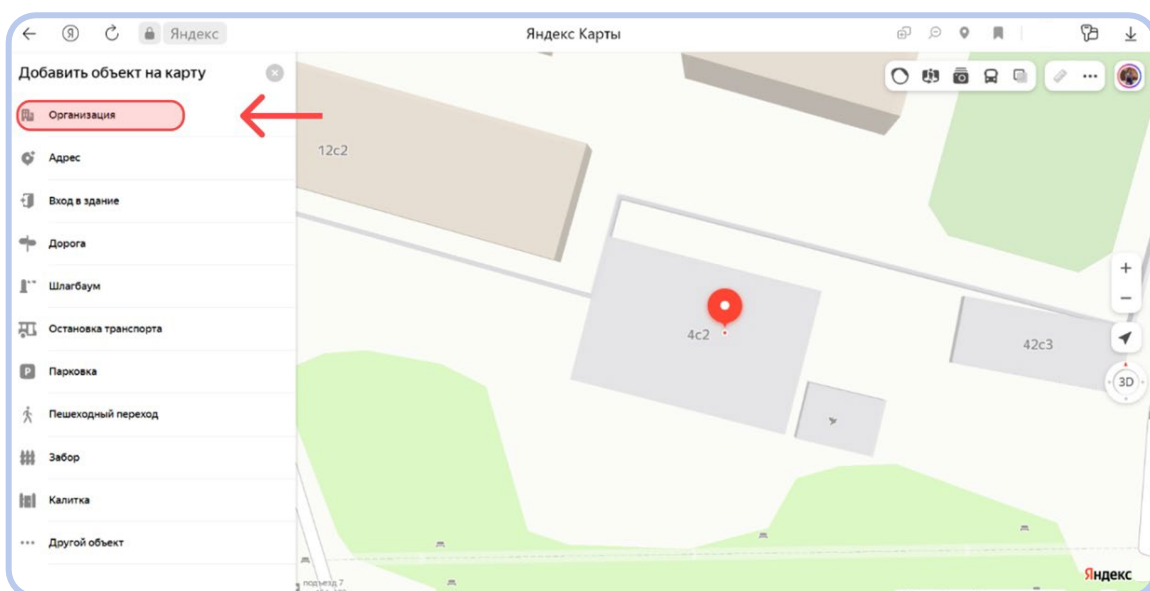 Я
Яндекс
Яндекс Карты
Добавить объект на карту
Организация
Адрес
Вход в здание
Дорога
Шлагбаум
Остановка транспорта
P
Парковка
Пешеходный переход
Забор
Калитка
Другой объект
12с2
4с2
42с3
+
−
3D
подъезд 7
Яндекс